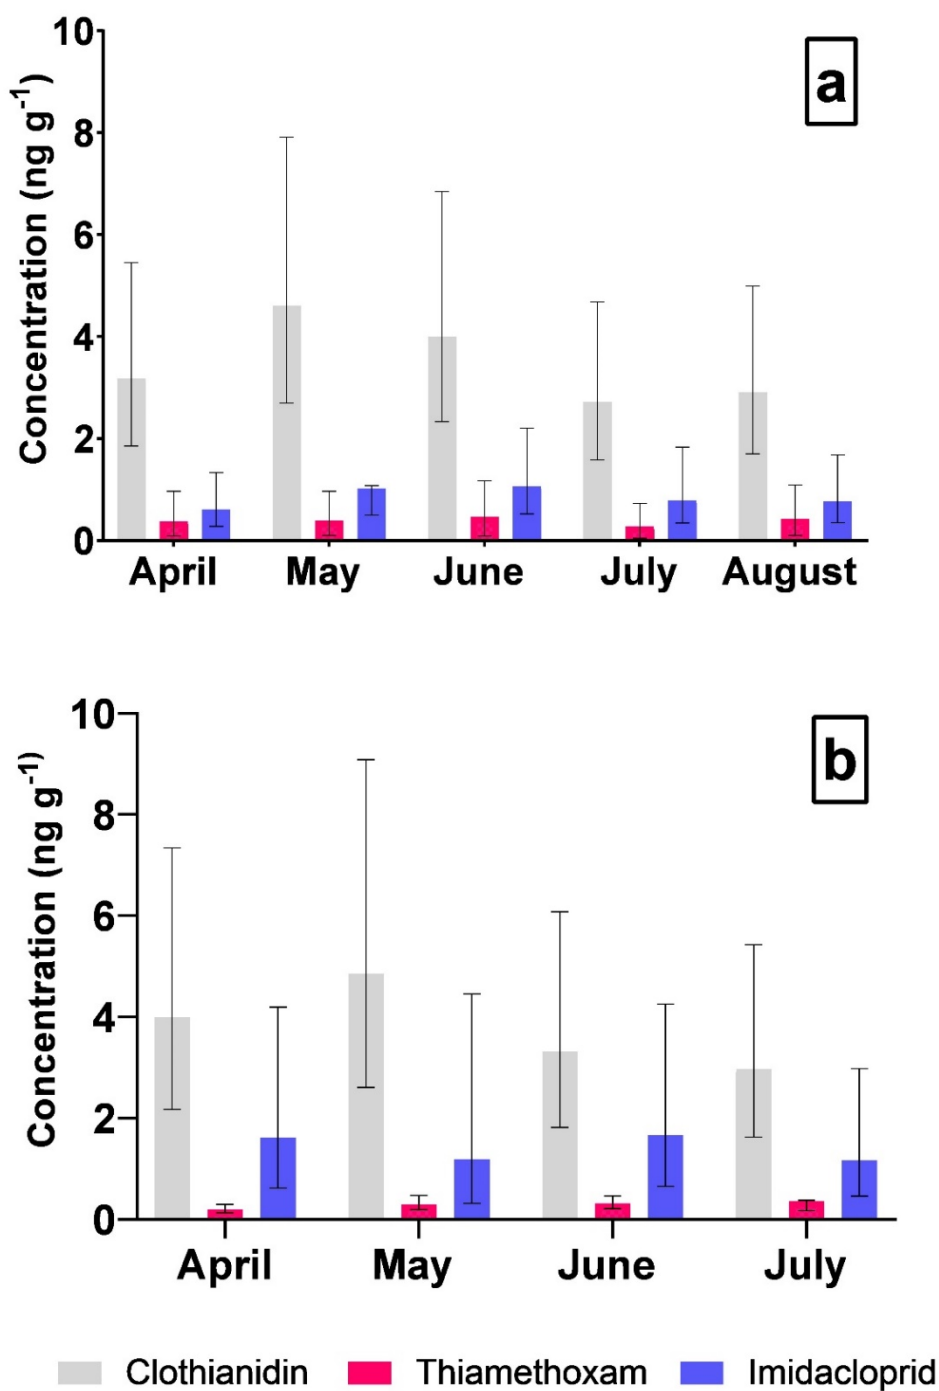 a
Concentration (ng g⁻¹)
10
8
6
4
2
0
April May June July August
b
Concentration (ng g⁻¹)
10
8
6
4
2
0
April May June July
Clothianidin Thiamethoxam Imidacloprid